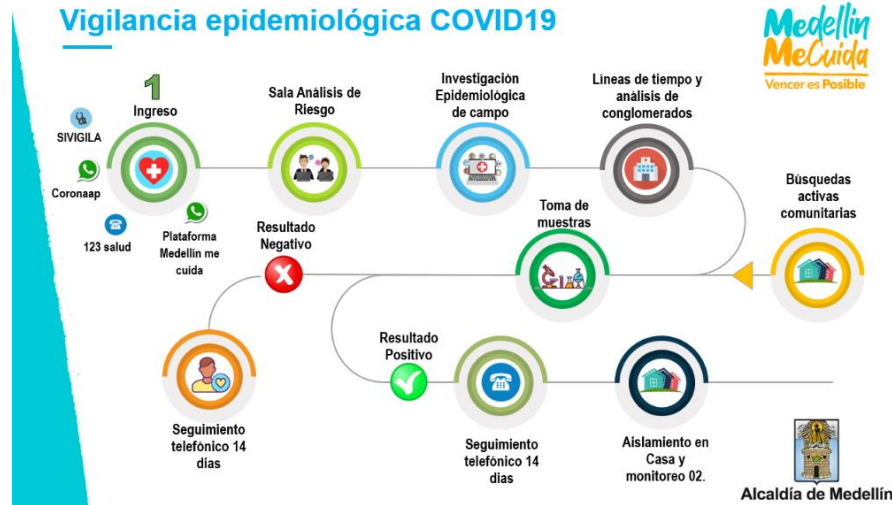 Vigilancia epidemiológica COVID19
Medellín
MeCuida
Vencer es Posible
1
Ingreso
SIVIGILA
Coronaap
123 salud
Plataforma
Medellín me
cuida
Sala Análisis de
Riesgo
Investigación
Epidemiológica
de campo
Líneas de tiempo y
análisis de
conglomerados
Búsquedas
activas
comunitarias
Toma de
muestras
Resultado
Negativo
Seguimiento
telefónico 14
días
Resultado
Positivo
Seguimiento
telefónico 14
días
Aislamiento en
Casa y
monitoreo 02.
Alcaldía de Medellín